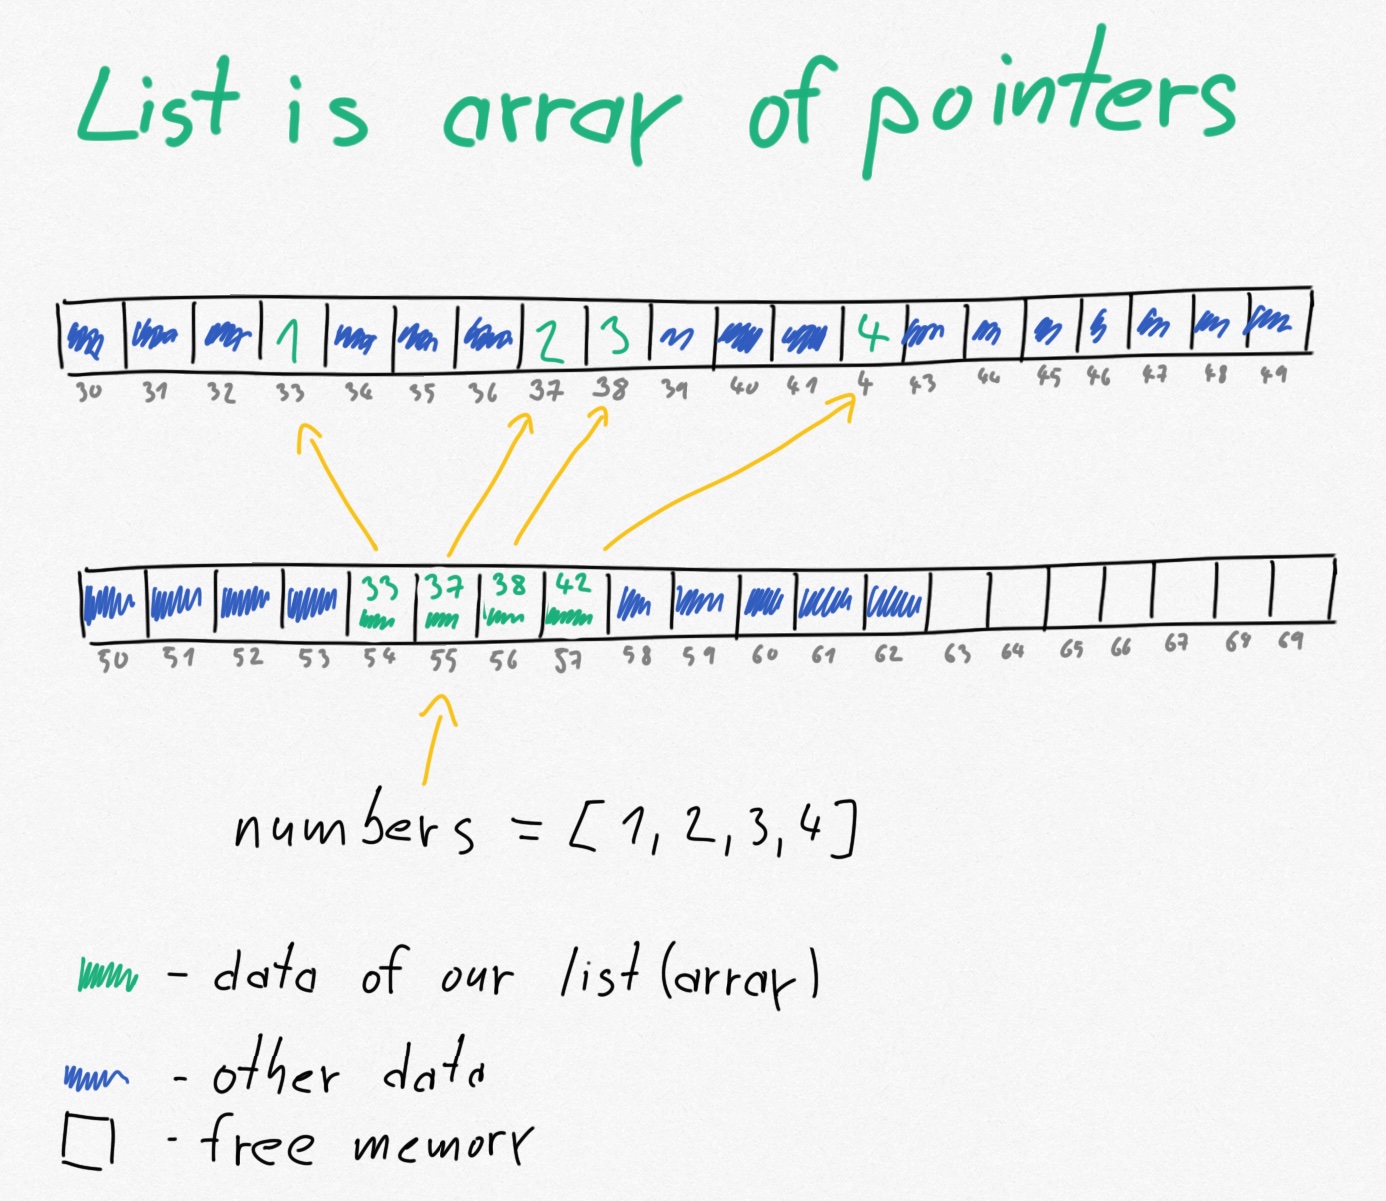 List is array of pointers
1 2 3 4
30 31 32 33 34 35 36 37 38 39 40 41 4 43 44 45 46 47 48 49
33 37 38 42
50 51 52 53 54 55 56 57 58 59 60 61 62 63 64 65 66 67 68 69
numbers = [1, 2, 3, 4]
- data of our list (array)
- other data
- free memory